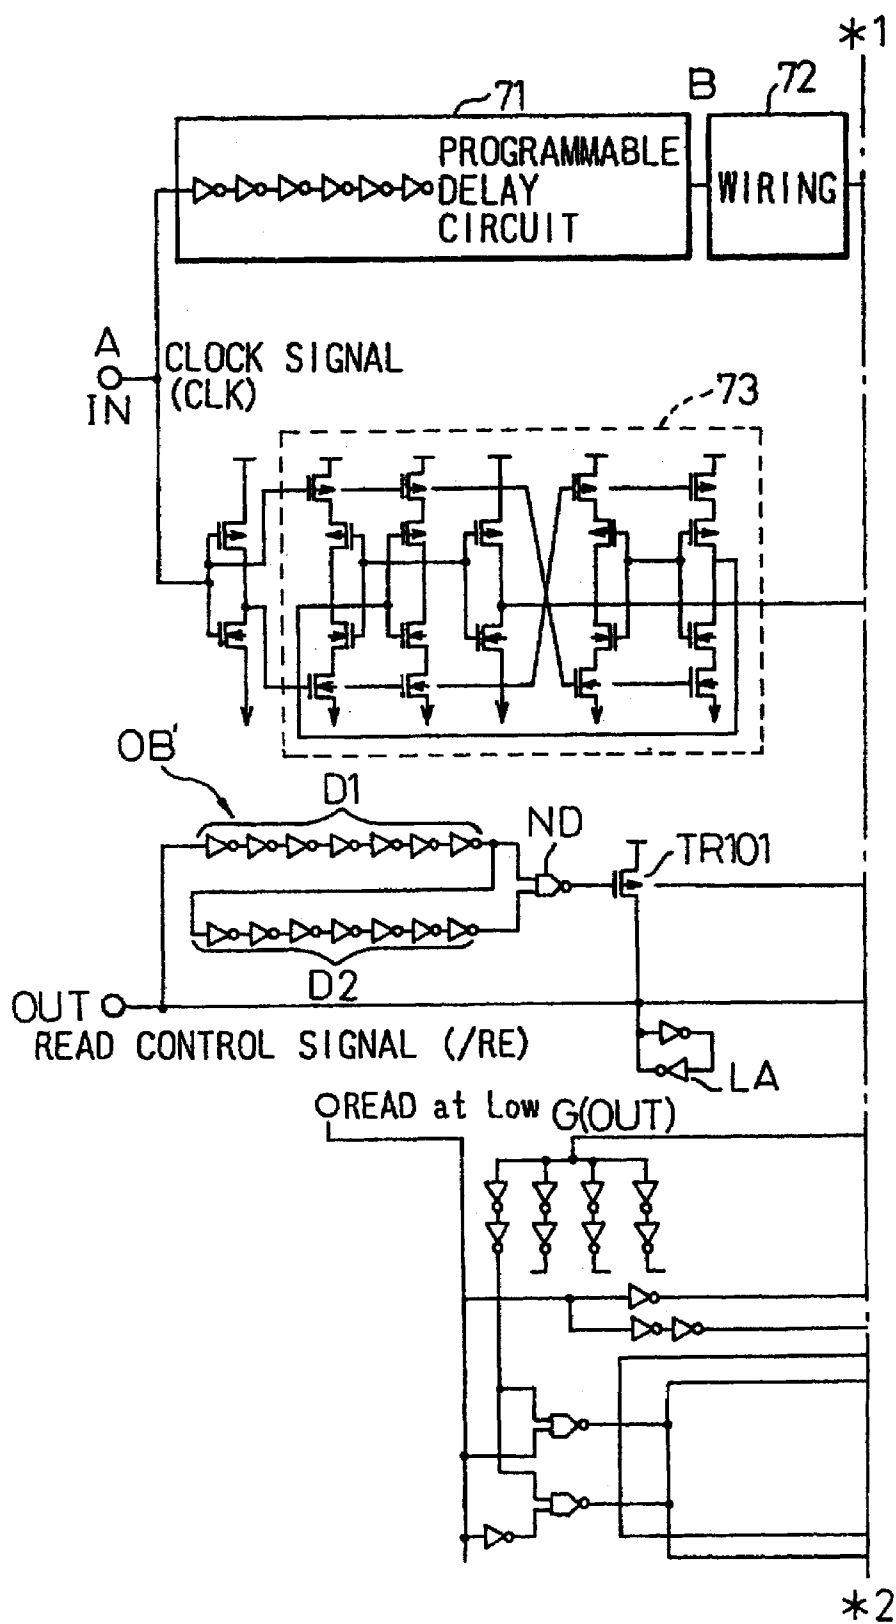 *1
71
B
72
PROGRAMMABLE
DELAY
CIRCUIT
WIRING
A
IN
CLOCK SIGNAL
(CLK)
73
OB'
D1
ND
TR101
D2
OUT
READ CONTROL SIGNAL (/RE)
LA
READ at Low
G(OUT)
*2